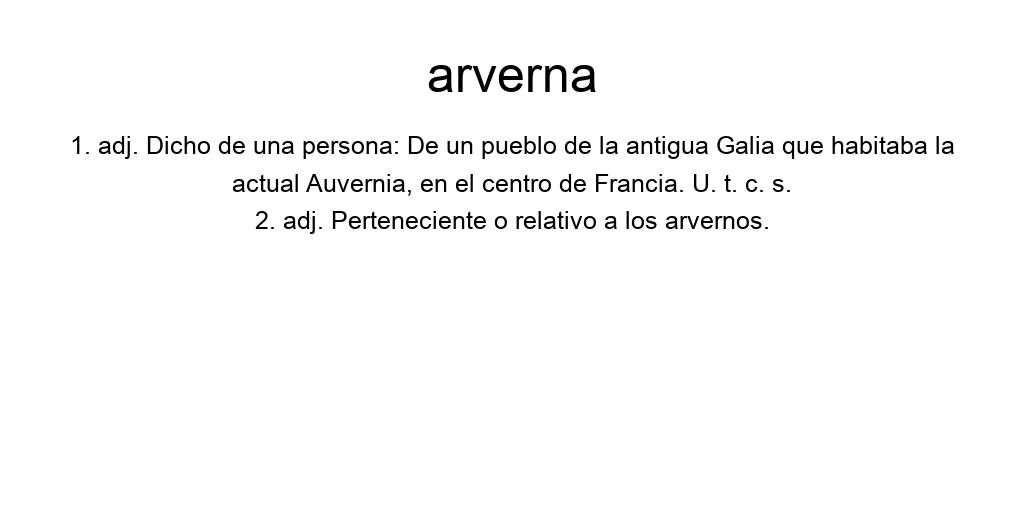 arverna
1. adj. Dicho de una persona: De un pueblo de la antigua Galia que habitaba la
actual Auvernia, en el centro de Francia. U. t. c. s.
2. adj. Perteneciente o relativo a los arvernos.